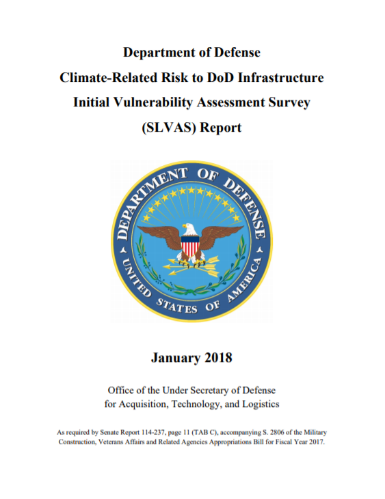 Department of Defense
Climate-Related Risk to DoD Infrastructure
Initial Vulnerability Assessment Survey
(SLVAS) Report
DEPARTMENT OF DEFENSE
UNITED STATES OF AMERICA
January 2018
Office of the Under Secretary of Defense
for Acquisition, Technology, and Logistics
As required by Senate Report 114-237, page 11 (TAB C), accompanying S. 2806 of the Military
Construction, Veterans Affairs and Related Agencies Appropriations Bill for Fiscal Year 2017.